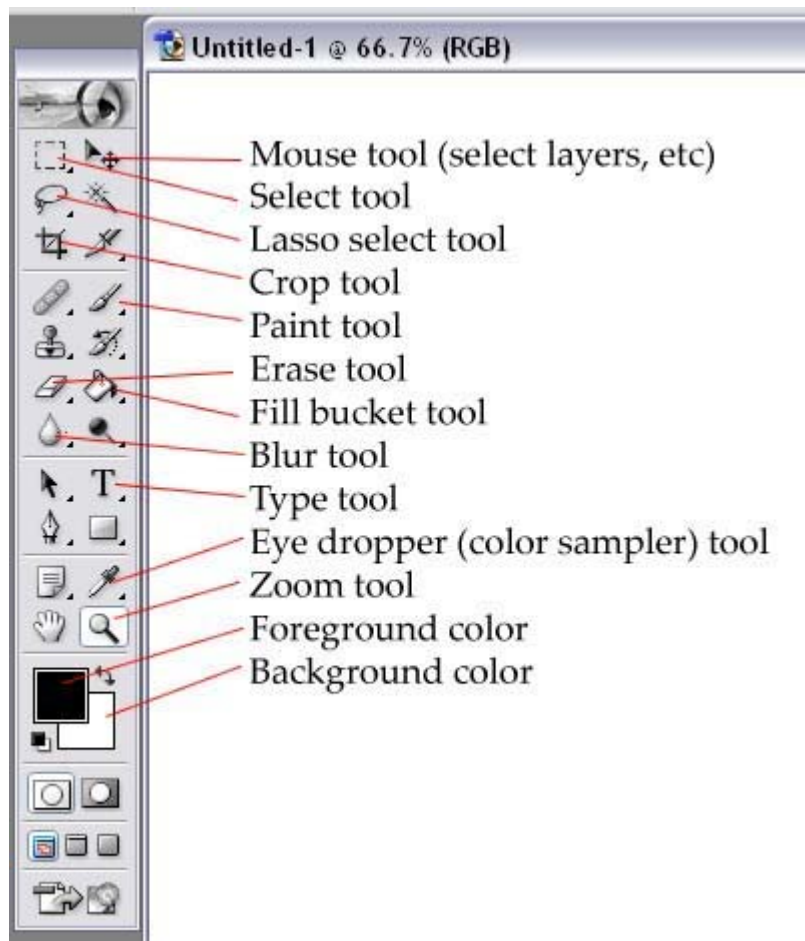 Untitled-1 @ 66.7% (RGB)
Mouse tool (select layers, etc)
Select tool
Lasso select tool
Crop tool
Paint tool
Erase tool
Fill bucket tool
Blur tool
Type tool
Eye dropper (color sampler) tool
Zoom tool
Foreground color
Background color